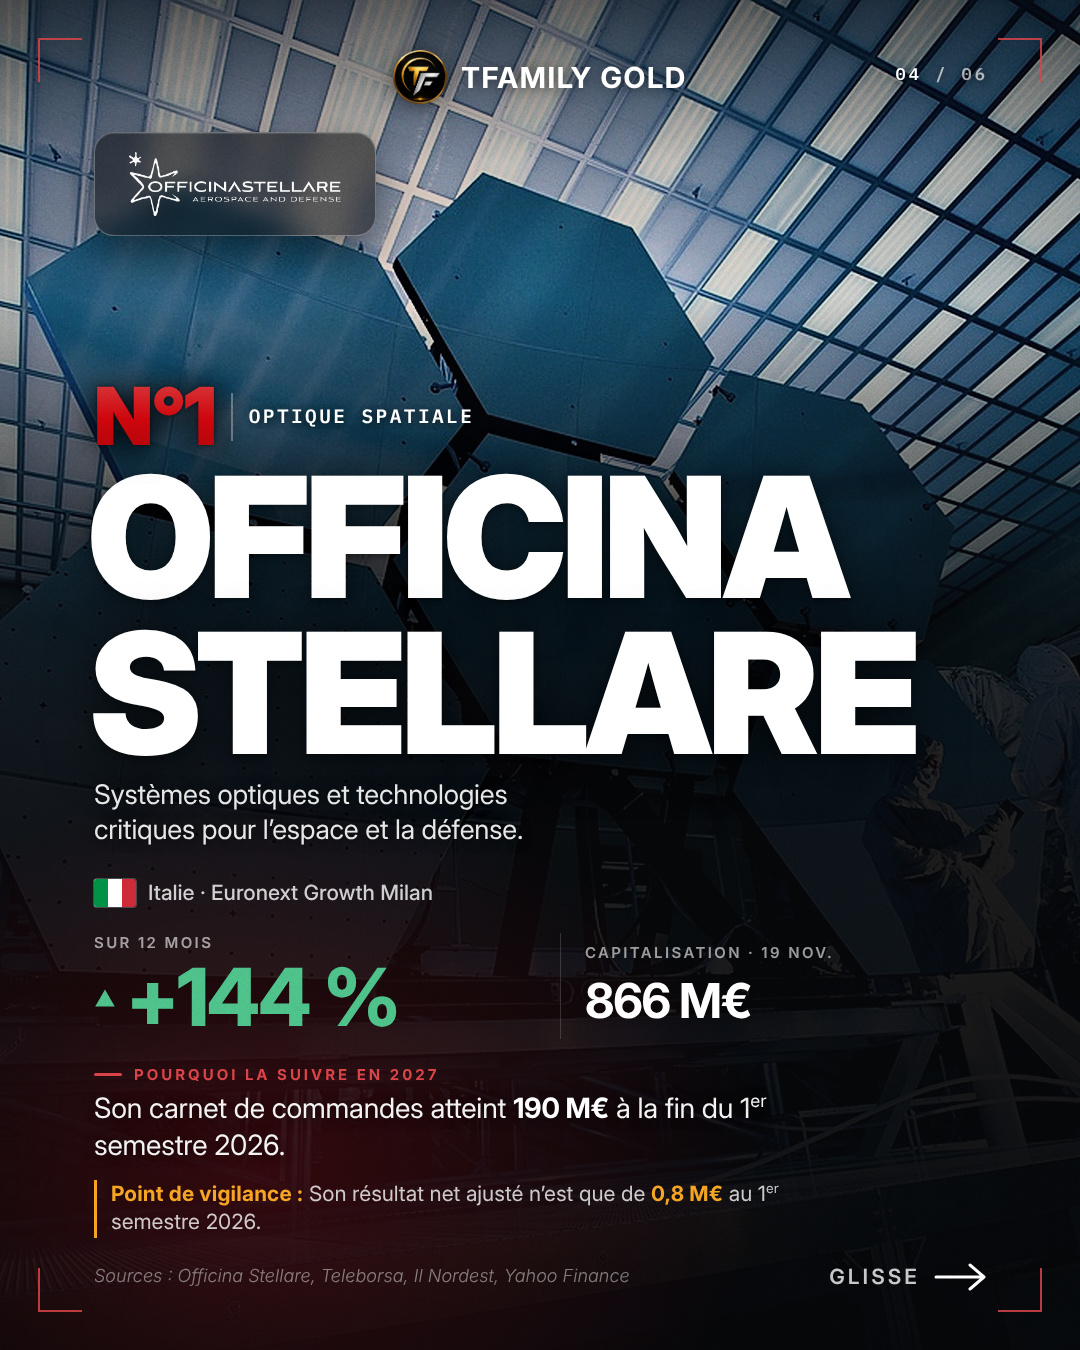 TF
TFAMILY GOLD
04 / 06
OFFICINASTELLARE
AEROSPACE AND DEFENSE
N°1
OPTIQUE SPATIALE
OFFICINA
STELLARE
Systèmes optiques et technologies
critiques pour l’espace et la défense.
Italie · Euronext Growth Milan
SUR 12 MOIS
+144 %
CAPITALISATION · 19 NOV.
866 M€
POURQUOI LA SUIVRE EN 2027
Son carnet de commandes atteint 190 M€ à la fin du 1er
semestre 2026.
Point de vigilance : Son résultat net ajusté n’est que de 0,8 M€ au 1er
semestre 2026.
Sources : Officina Stellare, Teleborsa, Il Nordest, Yahoo Finance
GLISSE